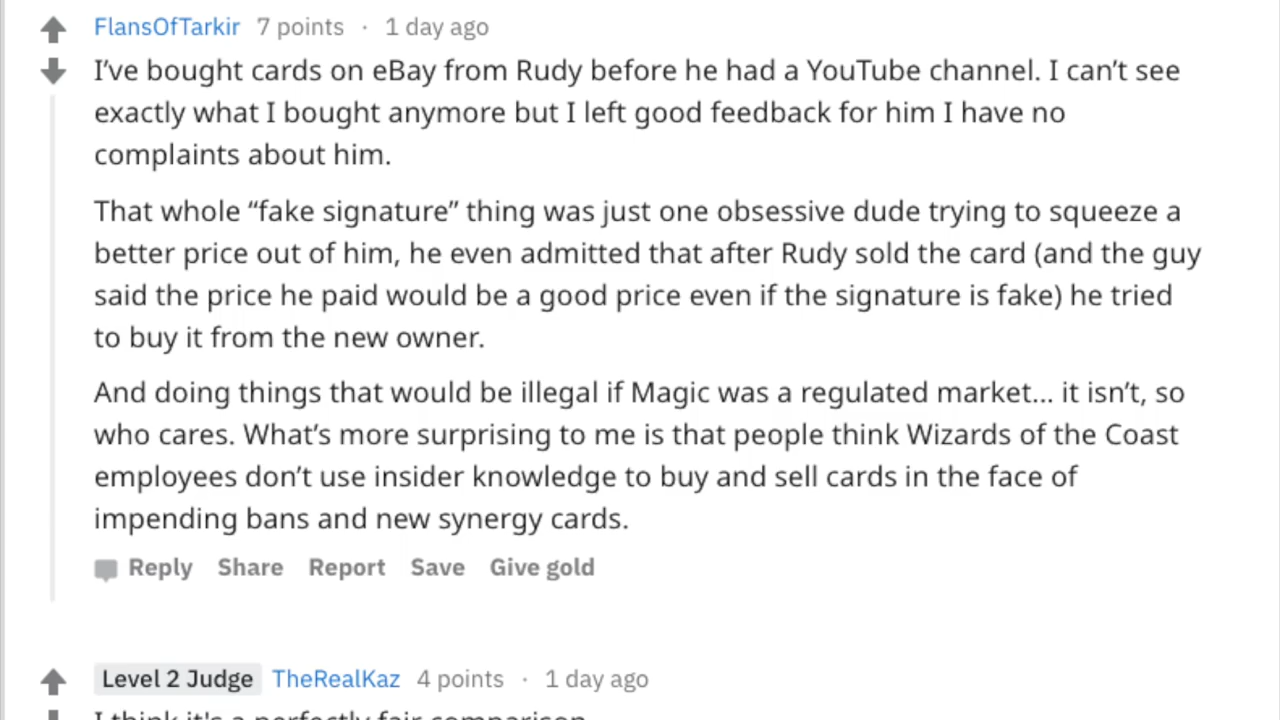 FlansOfTarkir 7 points · 1 day ago
I’ve bought cards on eBay from Rudy before he had a YouTube channel. I can’t see
exactly what I bought anymore but I left good feedback for him I have no
complaints about him.
That whole “fake signature” thing was just one obsessive dude trying to squeeze a
better price out of him, he even admitted that after Rudy sold the card (and the guy
said the price he paid would be a good price even if the signature is fake) he tried
to buy it from the new owner.
And doing things that would be illegal if Magic was a regulated market... it isn’t, so
who cares. What’s more surprising to me is that people think Wizards of the Coast
employees don’t use insider knowledge to buy and sell cards in the face of
impending bans and new synergy cards.
Reply Share Report Save Give gold
Level 2 Judge TheRealKaz 4 points · 1 day ago
I think it's a perfectly fair comparison